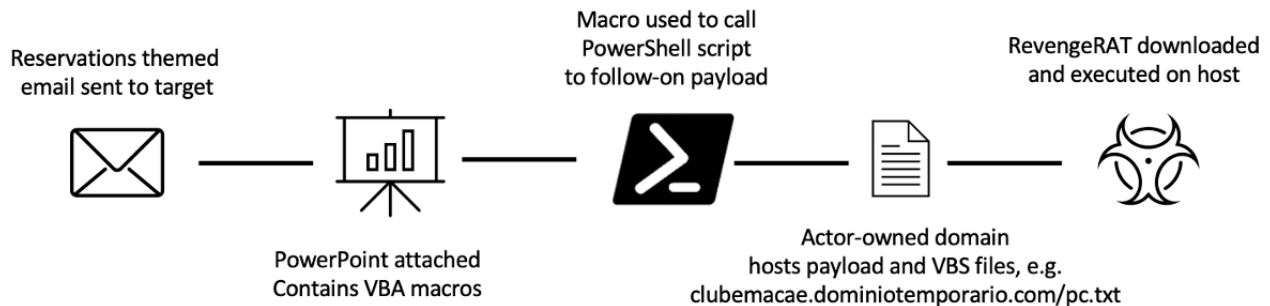 Reservations themed
email sent to target
PowerPoint attached
Contains VBA macros
Macro used to call
PowerShell script
to follow-on payload
Actor-owned domain
hosts payload and VBS files, e.g.
clubemacae.dominiotemporario.com/pc.txt
RevengeRAT downloaded
and executed on host